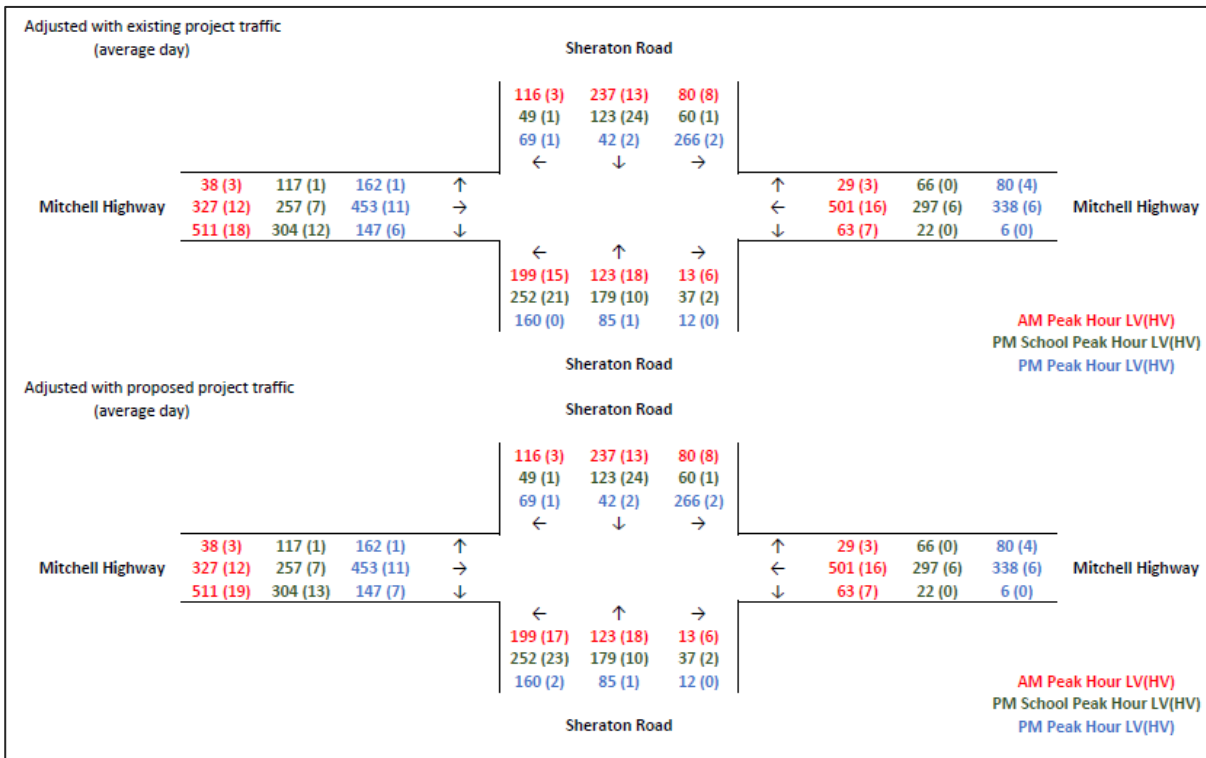 Adjusted with existing project traffic
(average day)
Sheraton Road
116 (3) 237 (13) 80 (8)
49 (1) 123 (24) 60 (1)
69 (1) 42 (2) 266 (2)
← ↓ →
38 (3) 117 (1) 162 (1) ↑ ↑ 29 (3) 66 (0) 80 (4)
Mitchell Highway 327 (12) 257 (7) 453 (11) → ← 501 (16) 297 (6) 338 (6) Mitchell Highway
511 (18) 304 (12) 147 (6) ↓ ↓ 63 (7) 22 (0) 6 (0)
← ↑ →
199 (15) 123 (18) 13 (6)
252 (21) 179 (10) 37 (2)
160 (0) 85 (1) 12 (0)
AM Peak Hour LV(HV)
PM School Peak Hour LV(HV)
PM Peak Hour LV(HV)
Sheraton Road
Adjusted with proposed project traffic
(average day)
Sheraton Road
116 (3) 237 (13) 80 (8)
49 (1) 123 (24) 60 (1)
69 (1) 42 (2) 266 (2)
← ↓ →
38 (3) 117 (1) 162 (1) ↑ ↑ 29 (3) 66 (0) 80 (4)
Mitchell Highway 327 (12) 257 (7) 453 (11) → ← 501 (16) 297 (6) 338 (6) Mitchell Highway
511 (19) 304 (13) 147 (7) ↓ ↓ 63 (7) 22 (0) 6 (0)
← ↑ →
199 (17) 123 (18) 13 (6)
252 (23) 179 (10) 37 (2)
160 (2) 85 (1) 12 (0)
AM Peak Hour LV(HV)
PM School Peak Hour LV(HV)
PM Peak Hour LV(HV)
Sheraton Road